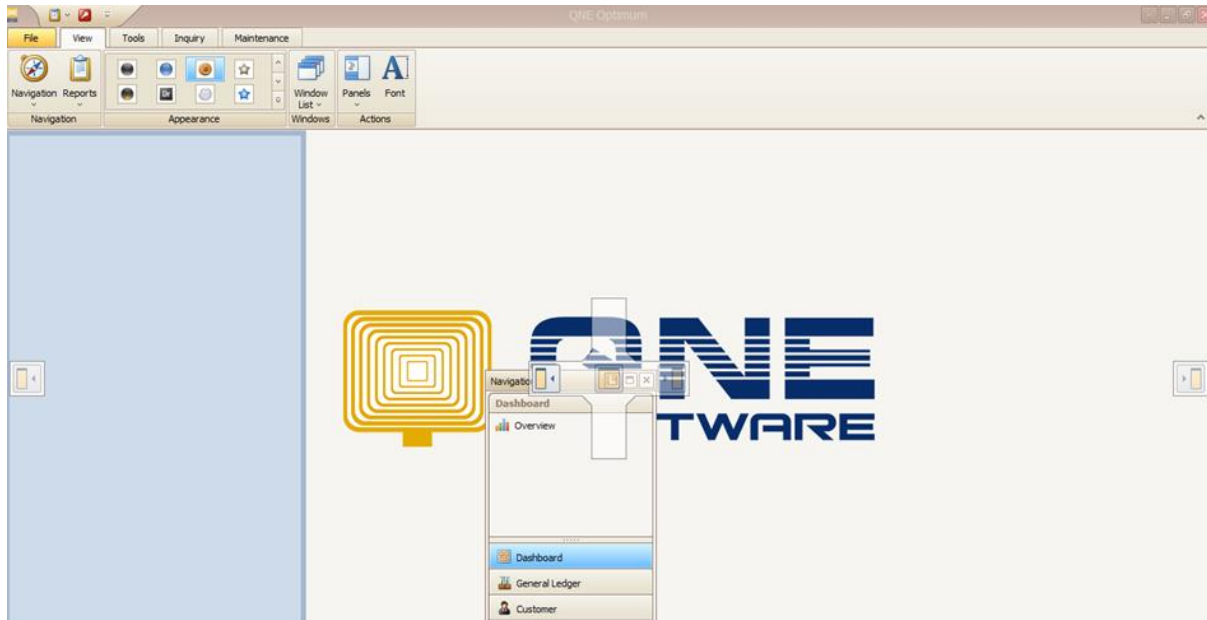 QNE Optimum
File View Tools Inquiry Maintenance
Navigation Reports Window List Panels Font
Navigation Appearance Windows Actions
QNE
TWARE
Navigatio
Dashboard
Overview
Dashboard
General Ledger
Customer